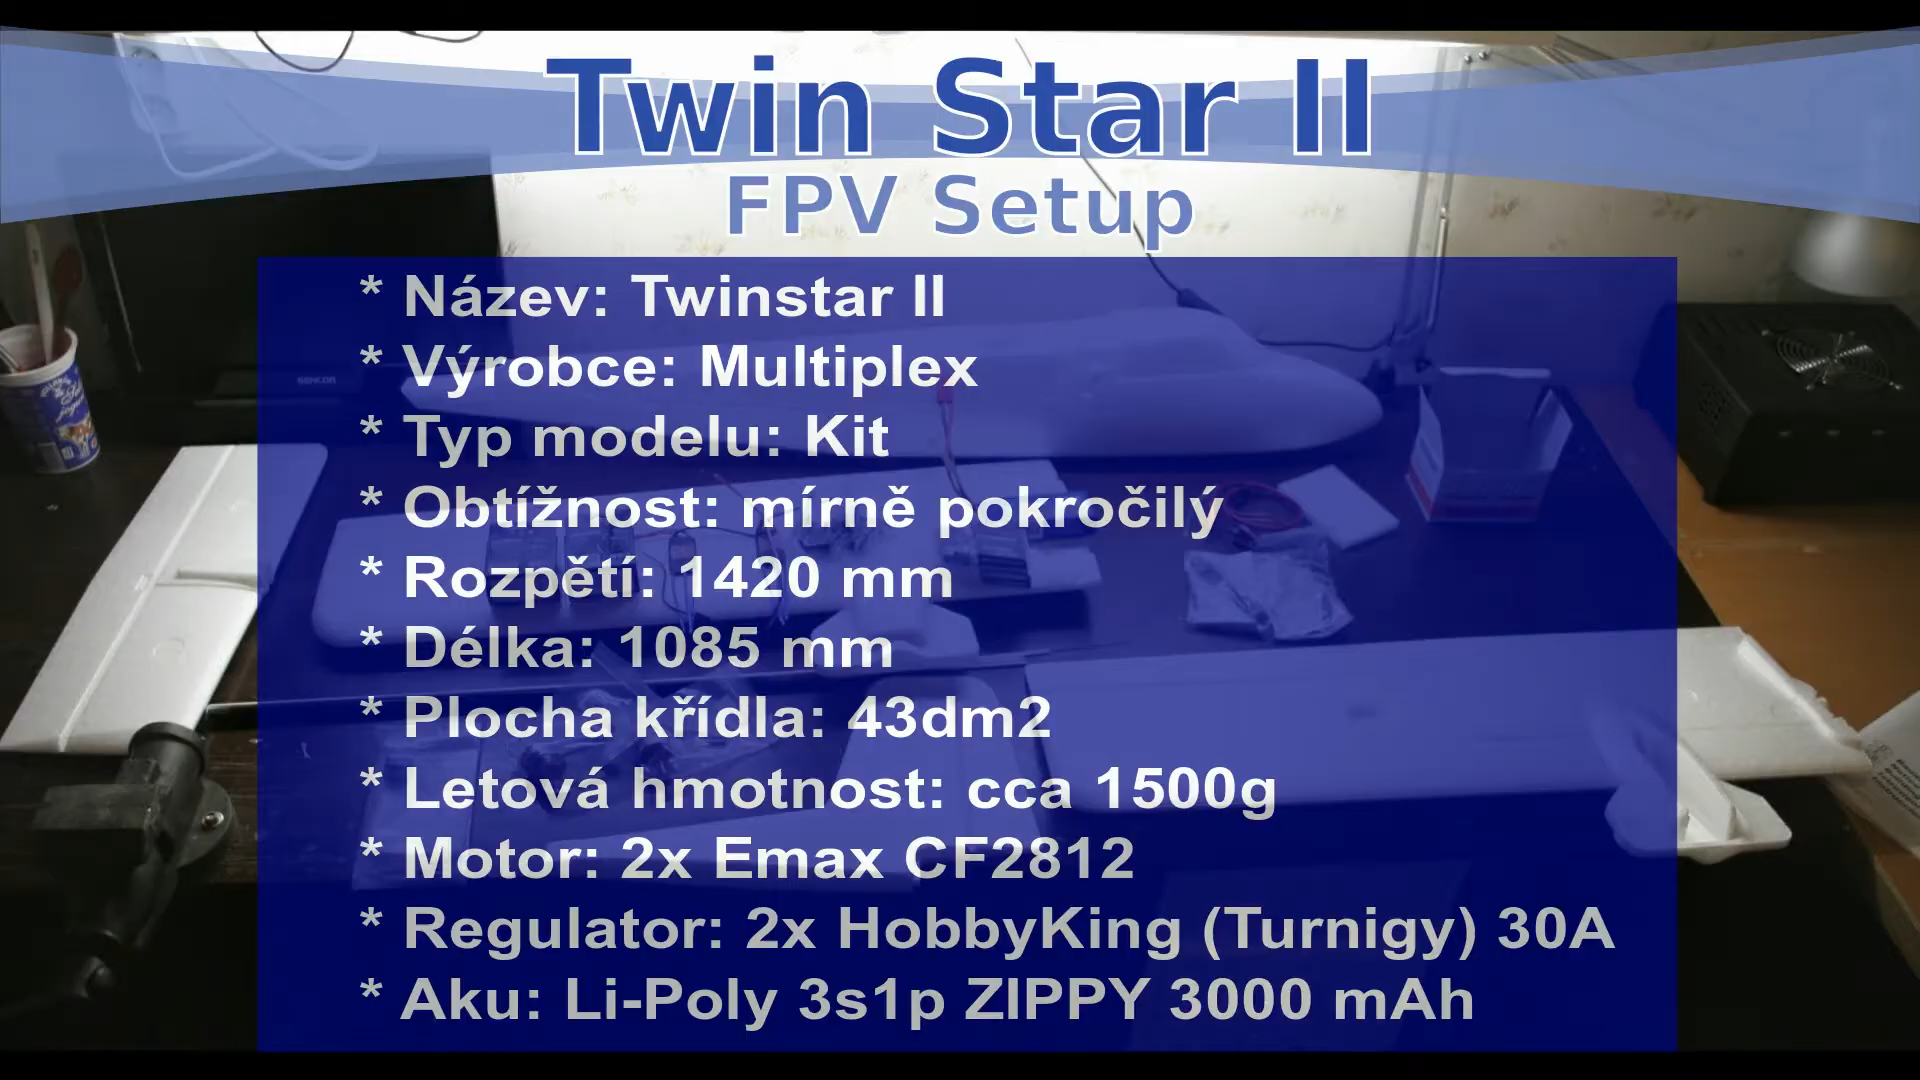 Twin Star II
FPV Setup
* Název: Twinstar II
* Výrobce: Multiplex
* Typ modelu: Kit
* Obtížnost: mírně pokročilý
* Rozpětí: 1420 mm
* Délka: 1085 mm
* Plocha křídla: 43dm2
* Letová hmotnost: cca 1500g
* Motor: 2x Emax CF2812
* Regulator: 2x HobbyKing (Turnigy) 30A
* Aku: Li-Poly 3s1p ZIPPY 3000 mAh
SENCOR